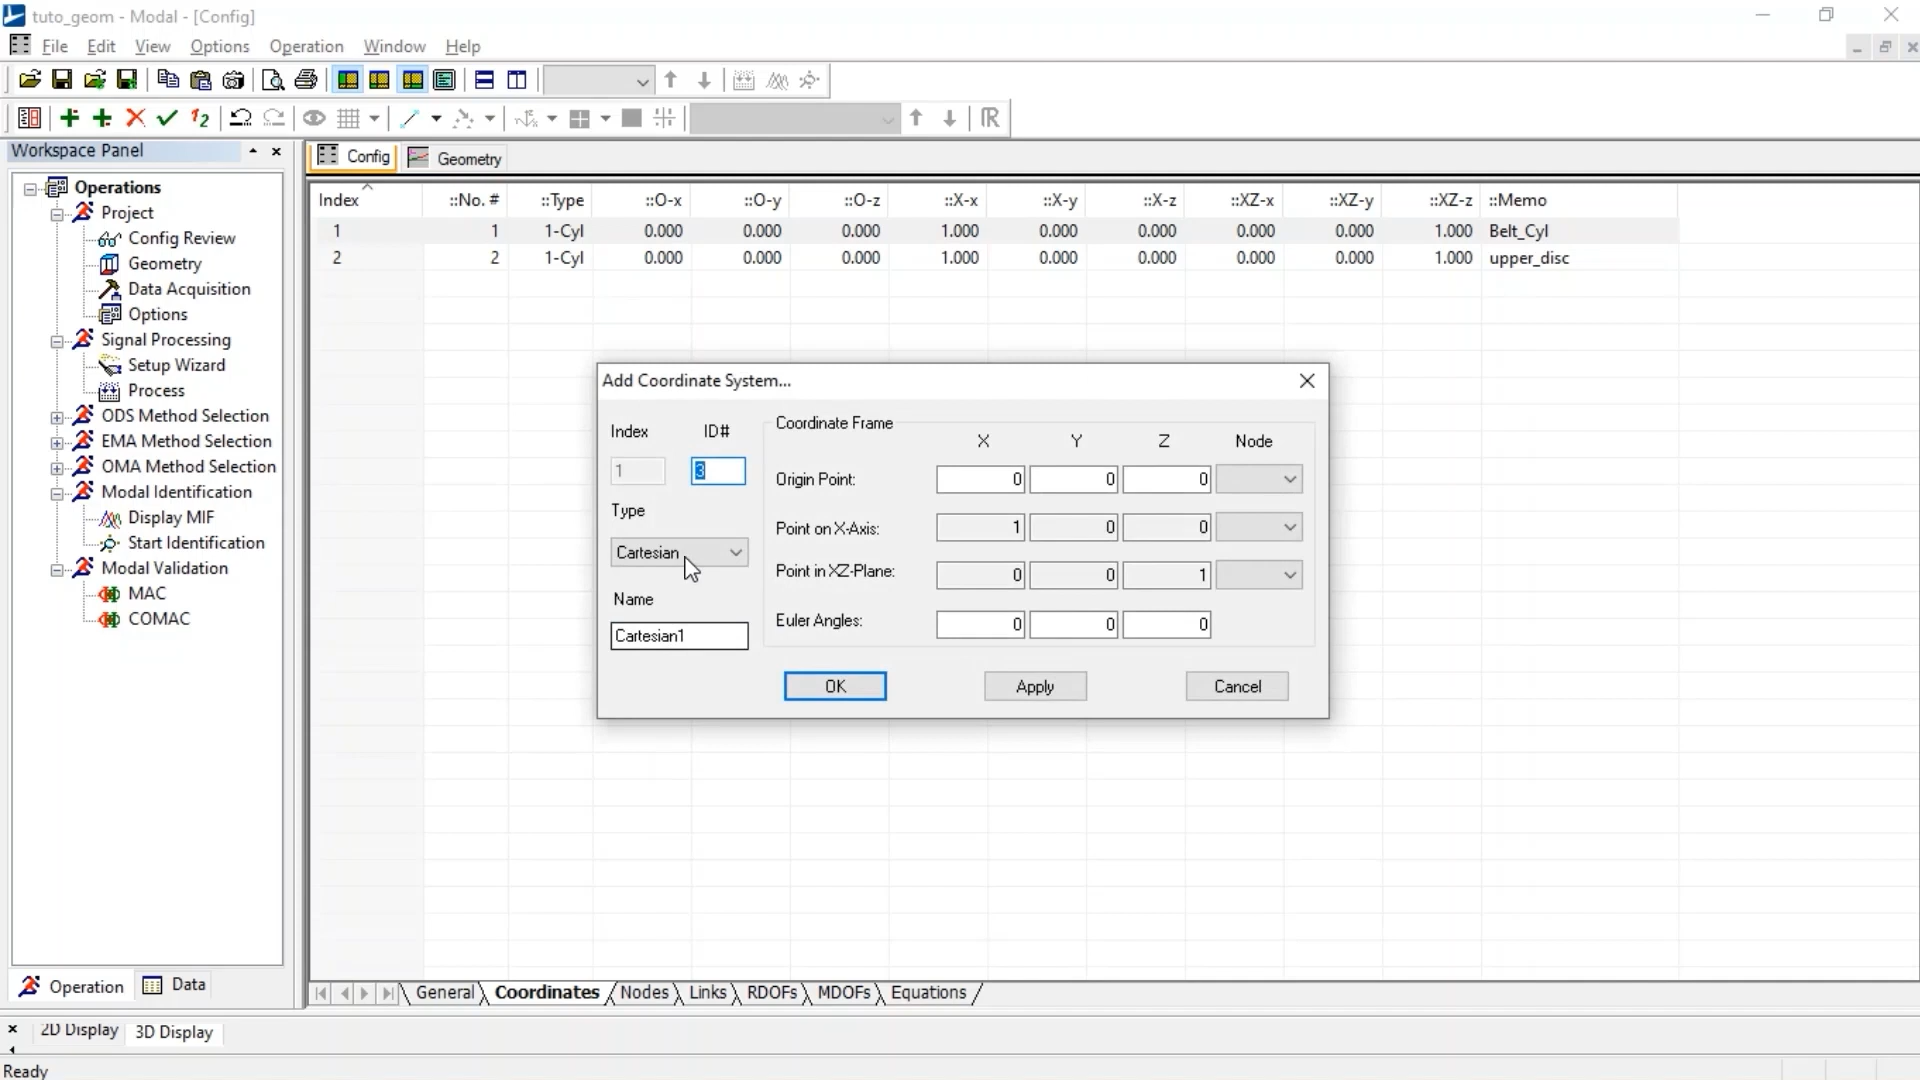 tuto_geom - Modal - [Config]
File Edit View Options Operation Window Help
Workspace Panel
Operations
Project
Config Review
Geometry
Data Acquisition
Options
Signal Processing
Setup Wizard
Process
ODS Method Selection
EMA Method Selection
OMA Method Selection
Modal Identification
Display MIF
Start Identification
Modal Validation
MAC
COMAC
Operation Data
Config Geometry
Index ::No. # ::Type ::O-x ::O-y ::O-z ::X-x ::X-y ::X-z ::XZ-x ::XZ-y ::XZ-z ::Memo
1 1 1-Cyl 0.000 0.000 0.000 1.000 0.000 0.000 0.000 0.000 1.000 Belt_Cyl
2 2 1-Cyl 0.000 0.000 0.000 1.000 0.000 0.000 0.000 0.000 1.000 upper_disc
Add Coordinate System...
Index ID#
1 3
Type
Cartesian
Name
Cartesian1
Coordinate Frame
X Y Z Node
Origin Point: 0 0 0
Point on X-Axis: 1 0 0
Point in XZ-Plane: 0 0 1
Euler Angles: 0 0 0
OK Apply Cancel
General Coordinates Nodes Links RDOFs MDOFs Equations
2D Display 3D Display
Ready